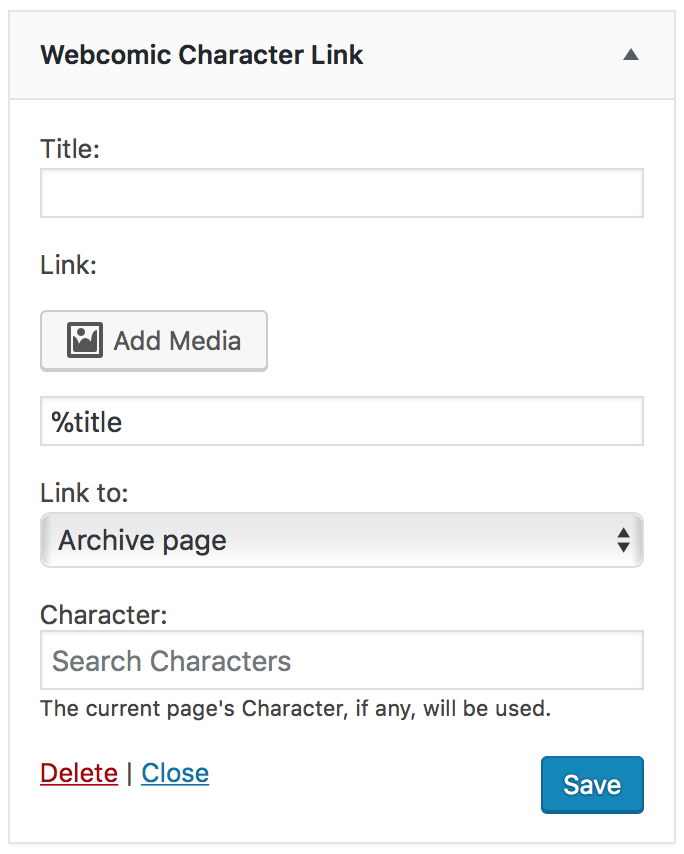 Webcomic Character Link
Title:
Link:
Add Media
%title
Link to:
Archive page
Character:
Search Characters
The current page's Character, if any, will be used.
Delete | Close
Save